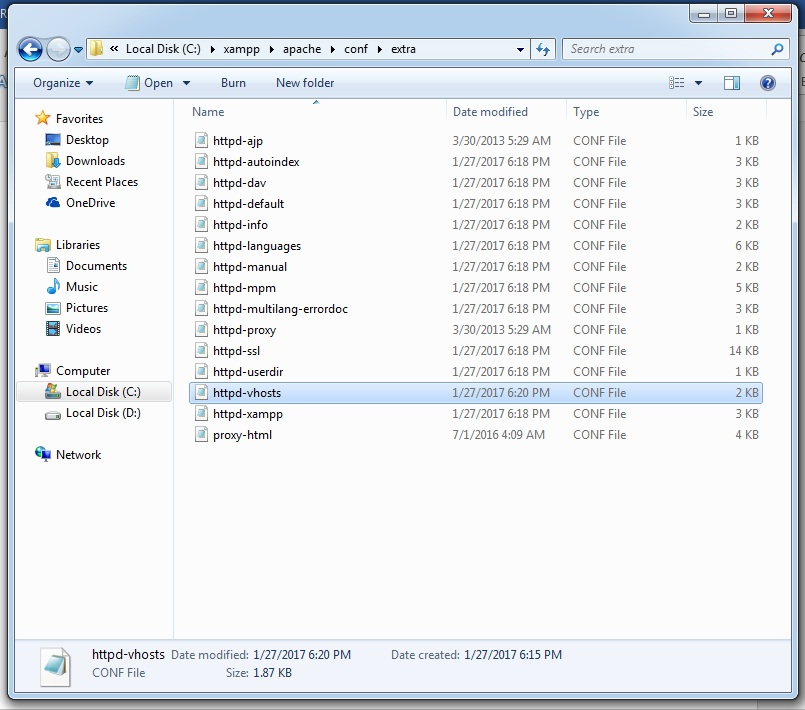 « Local Disk (C:) ▸ xampp ▸ apache ▸ conf ▸ extra Search extra
Organize Open Burn New folder
Name Date modified Type Size
Favorites
Desktop
Downloads
Recent Places
OneDrive
Libraries
Documents
Music
Pictures
Videos
Computer
Local Disk (C:)
Local Disk (D:)
Network
httpd-ajp 3/30/2013 5:29 AM CONF File 1 KB
httpd-autoindex 1/27/2017 6:18 PM CONF File 3 KB
httpd-dav 1/27/2017 6:18 PM CONF File 3 KB
httpd-default 1/27/2017 6:18 PM CONF File 3 KB
httpd-info 1/27/2017 6:18 PM CONF File 2 KB
httpd-languages 1/27/2017 6:18 PM CONF File 6 KB
httpd-manual 1/27/2017 6:18 PM CONF File 2 KB
httpd-mpm 1/27/2017 6:18 PM CONF File 5 KB
httpd-multilang-errordoc 1/27/2017 6:18 PM CONF File 3 KB
httpd-proxy 3/30/2013 5:29 AM CONF File 1 KB
httpd-ssl 1/27/2017 6:18 PM CONF File 14 KB
httpd-userdir 1/27/2017 6:18 PM CONF File 1 KB
httpd-vhosts 1/27/2017 6:20 PM CONF File 2 KB
httpd-xampp 1/27/2017 6:18 PM CONF File 3 KB
proxy-html 7/1/2016 4:09 AM CONF File 4 KB
httpd-vhosts Date modified: 1/27/2017 6:20 PM Date created: 1/27/2017 6:15 PM
CONF File Size: 1.87 KB